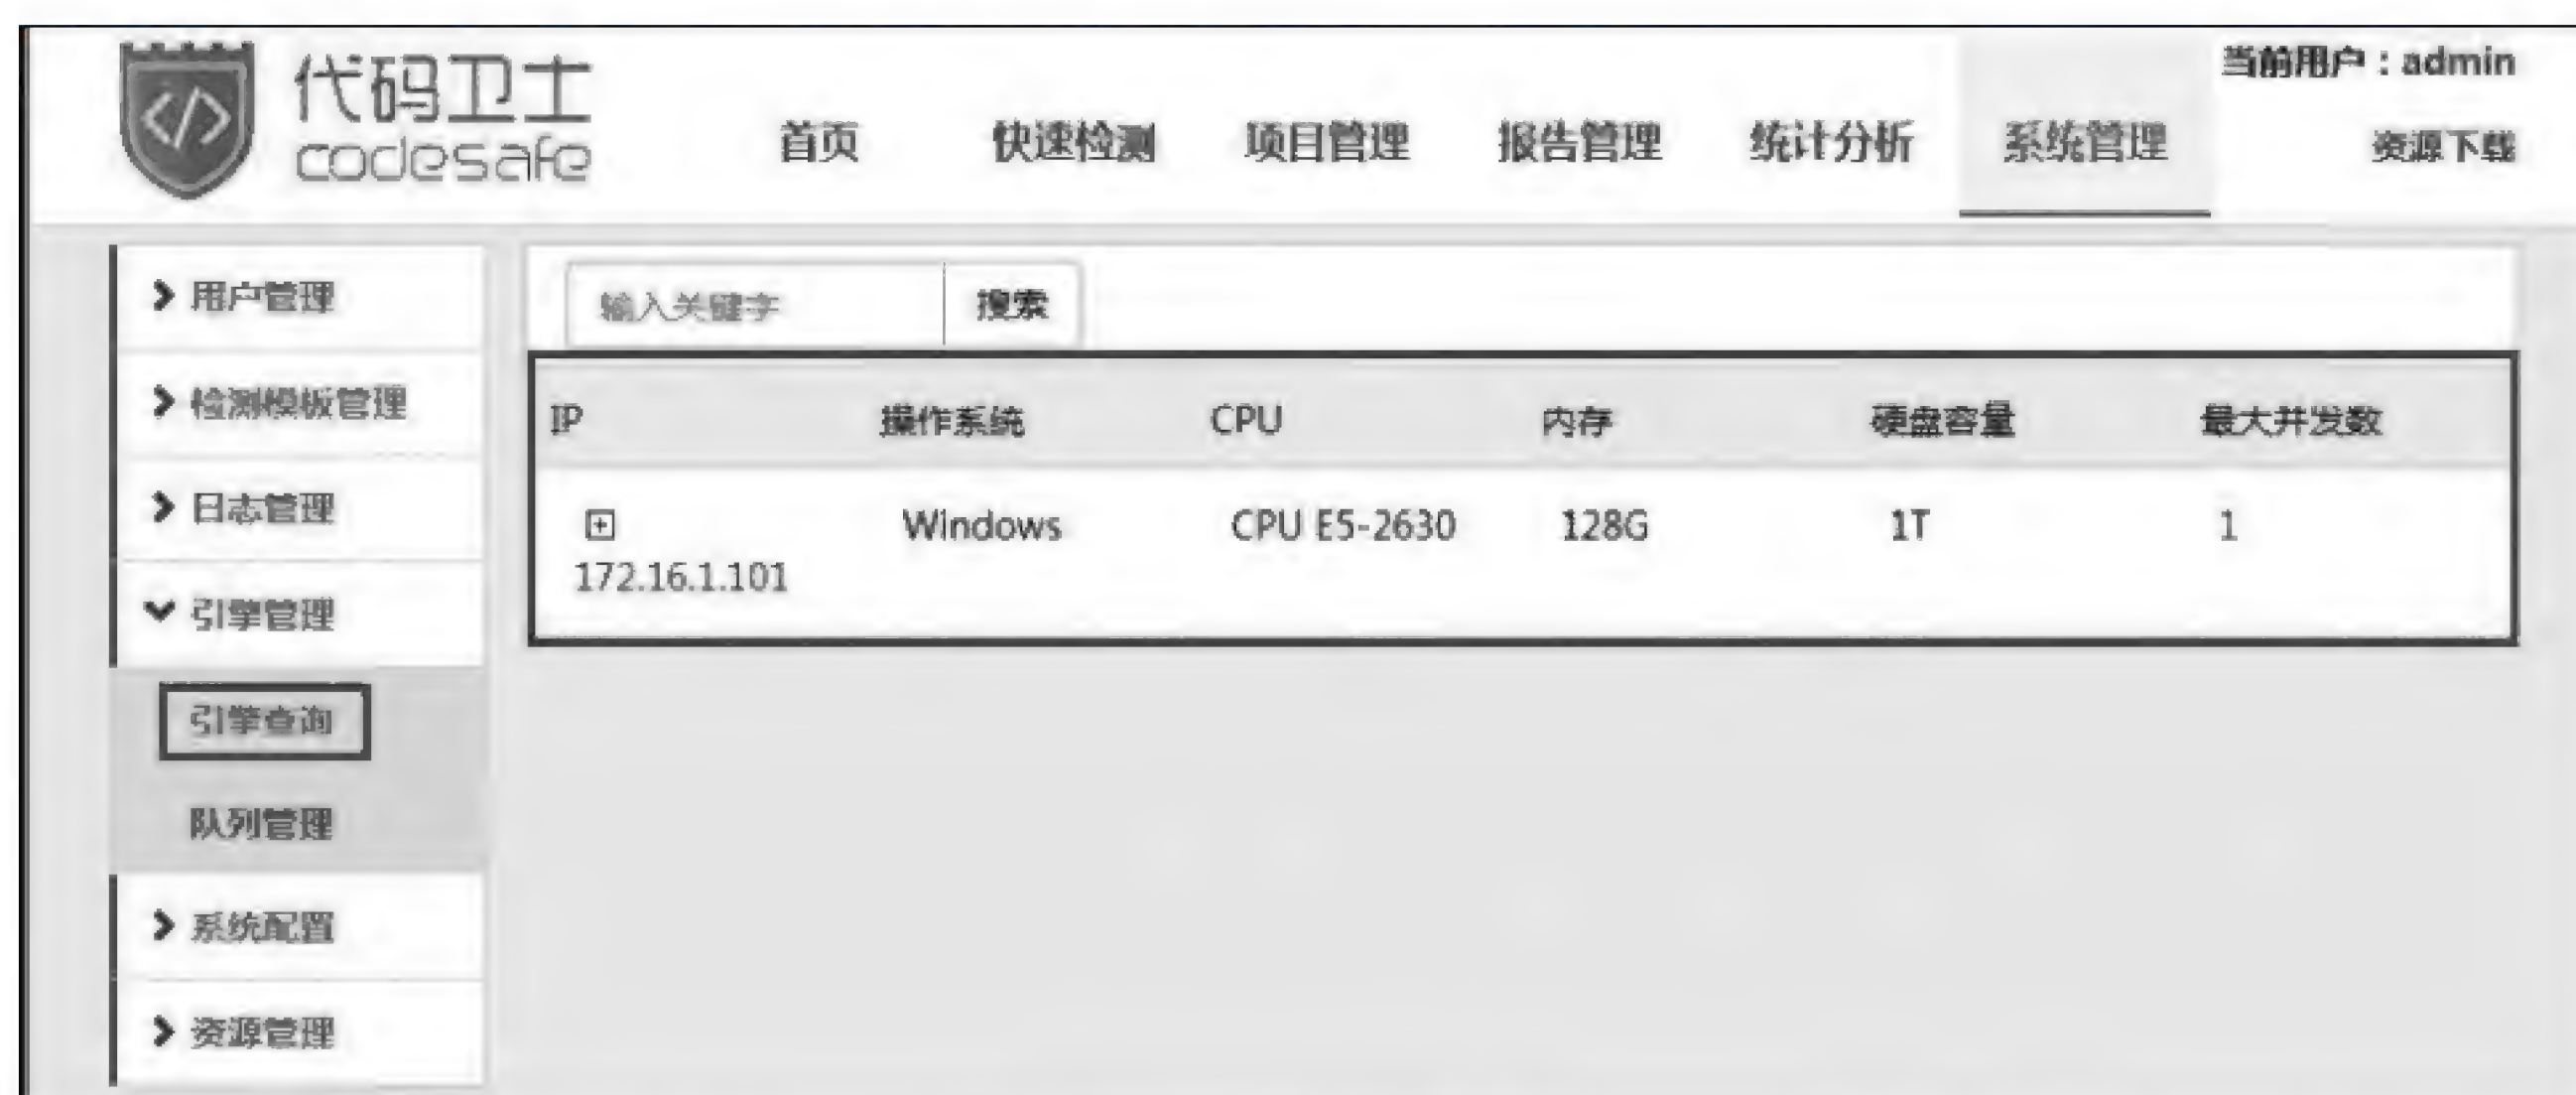 当前用户：admin
代码卫士
codesafe
首页 快速检测 项目管理 报告管理 统计分析 系统管理 资源下载
用户管理
输入关键字 搜索
检测模板管理
IP 操作系统 CPU 内存 硬盘容量 最大并发数
日志管理
Windows CPU E5-2630 128G 1T 1
172.16.1.101
引擎管理
引擎查询
队列管理
系统配置
资源管理